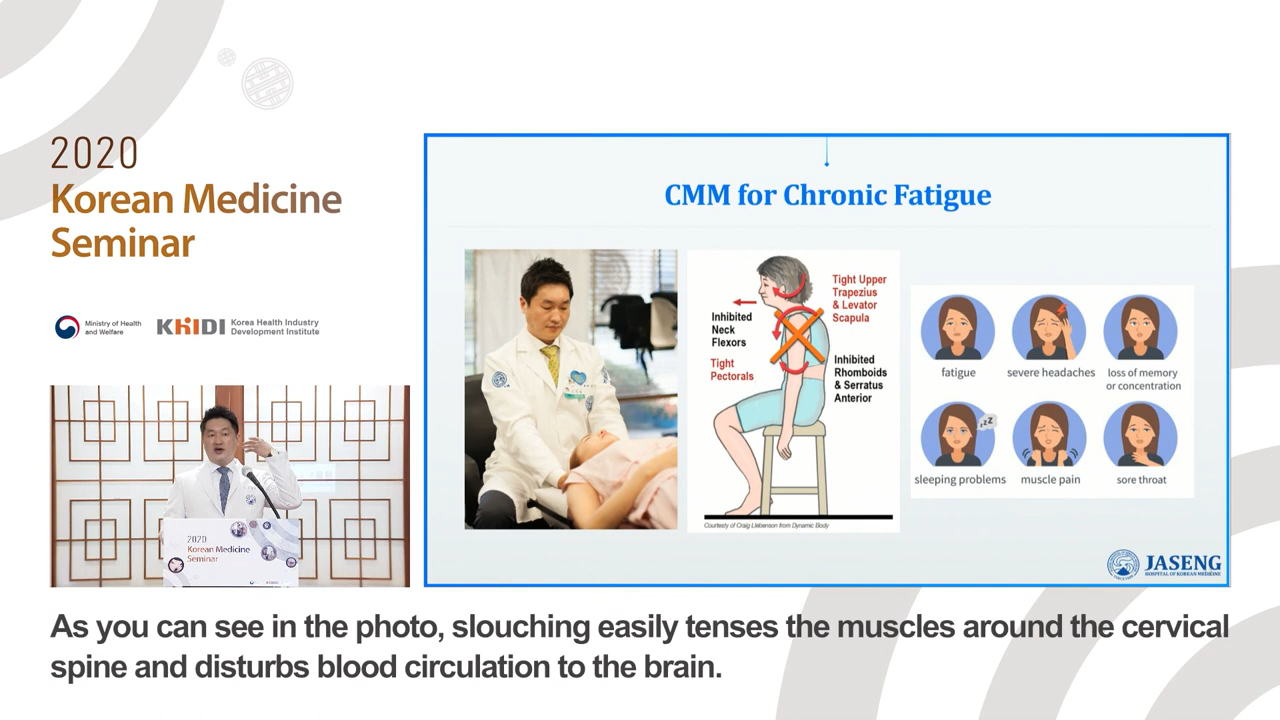 2020
Korean Medicine
Seminar
Ministry of Health
and Welfare
KHIDI
Korea Health Industry
Development Institute
2020
Korean Medicine
Seminar
CMM for Chronic Fatigue
Inhibited
Neck
Flexors
Tight
Pectorals
Tight Upper
Trapezius
& Levator
Scapula
Inhibited
Rhomboids
& Serratus
Anterior
Courtesty of Craig Liebenson from Dynamic Body
fatigue
severe headaches
loss of memory
or concentration
zzZ
sleeping problems
muscle pain
sore throat
JASENG
HOSPITAL OF KOREAN MEDICINE
As you can see in the photo, slouching easily tenses the muscles around the cervical
spine and disturbs blood circulation to the brain.